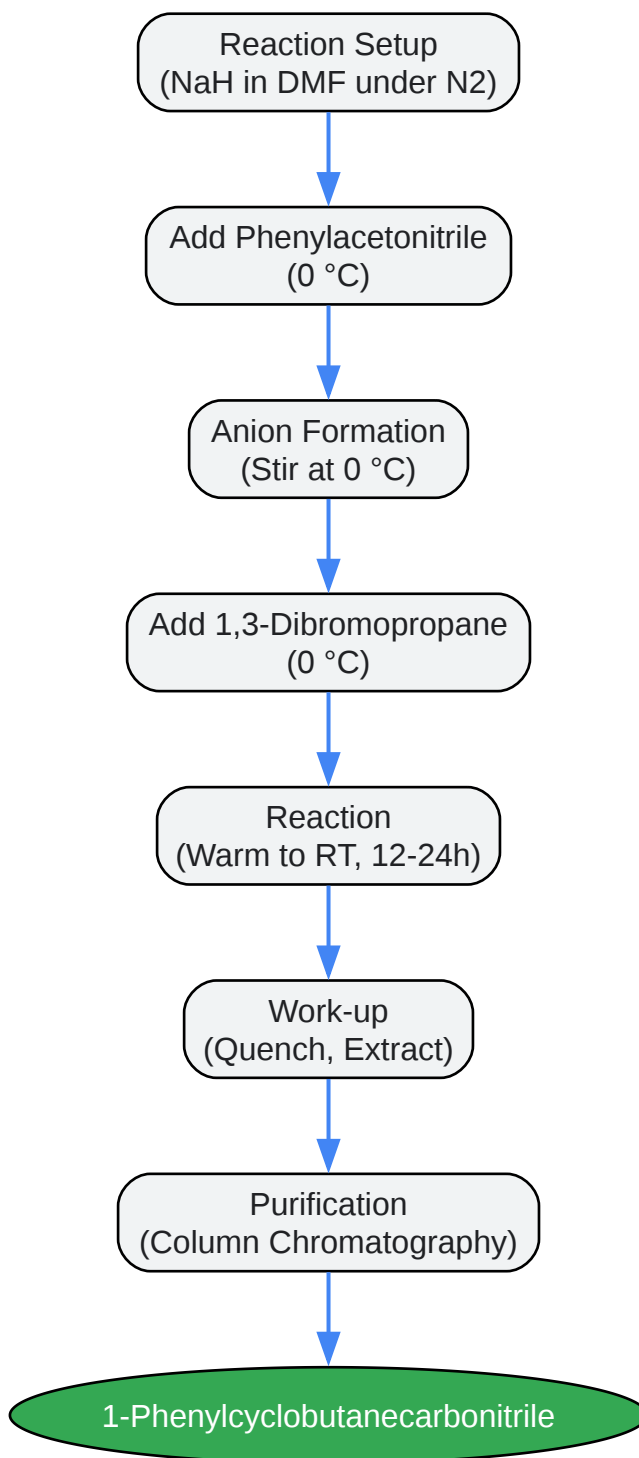 Reaction Setup
(NaH in DMF under N2)
Add Phenylacetonitrile
(0 °C)
Anion Formation
(Stir at 0 °C)
Add 1,3-Dibromopropane
(0 °C)
Reaction
(Warm to RT, 12-24h)
Work-up
(Quench, Extract)
Purification
(Column Chromatography)
1-Phenylcyclobutanecarbonitrile